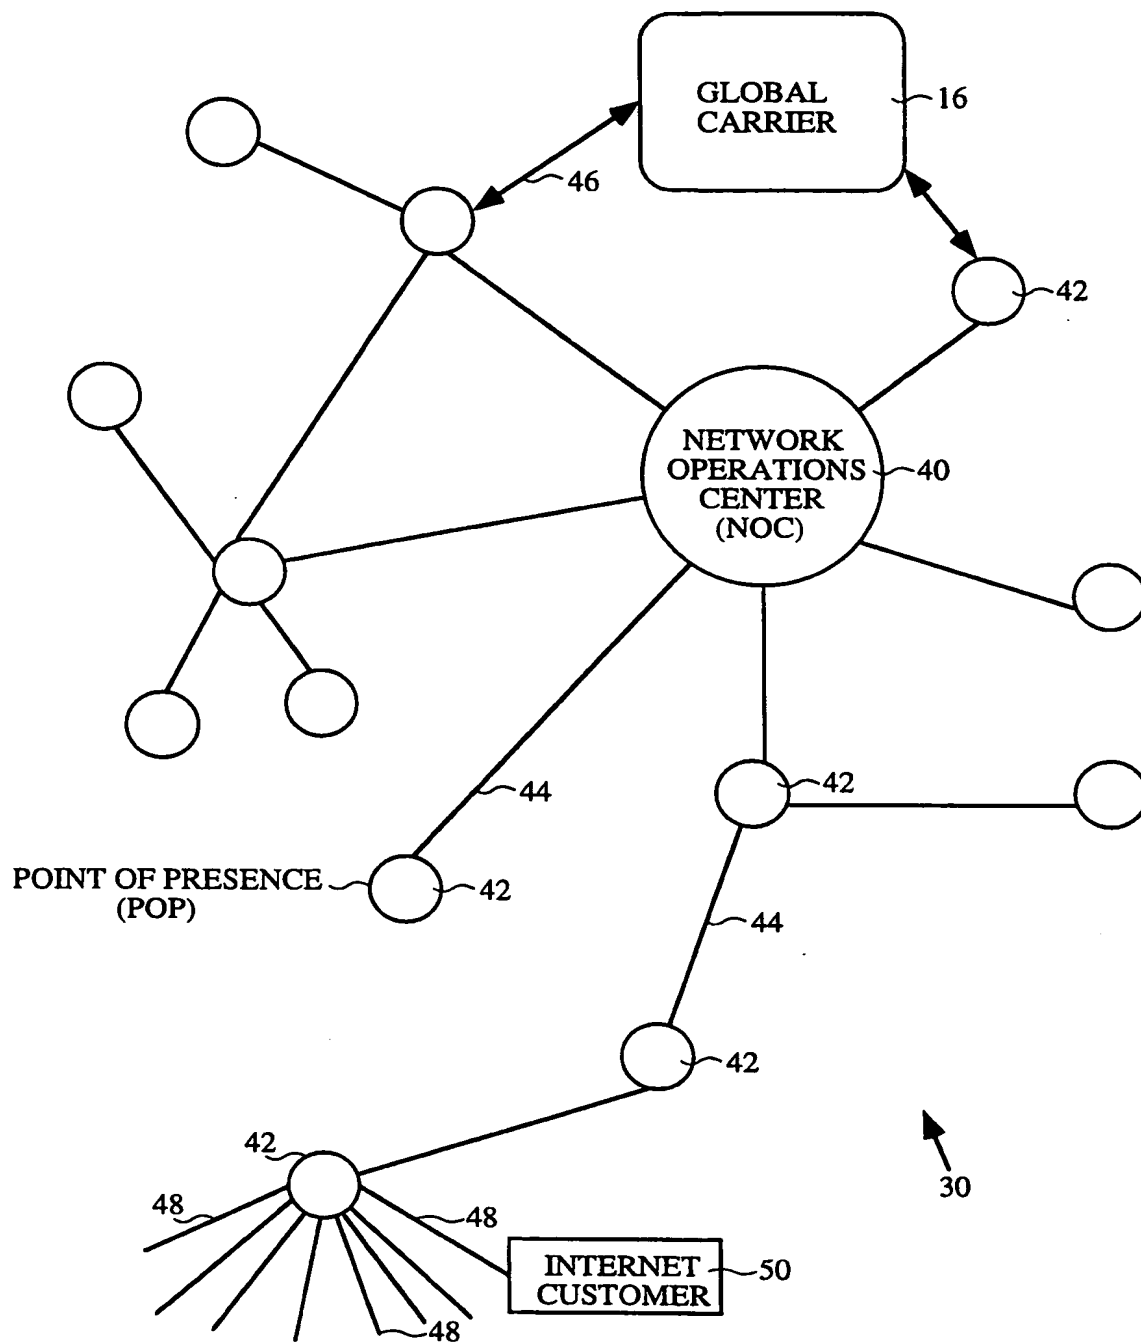 GLOBAL
CARRIER
16
46
42
NETWORK
OPERATIONS
CENTER
(NOC)
40
44
42
POINT OF PRESENCE
(POP)
42
44
42
42
30
48
48
INTERNET
CUSTOMER
50
48